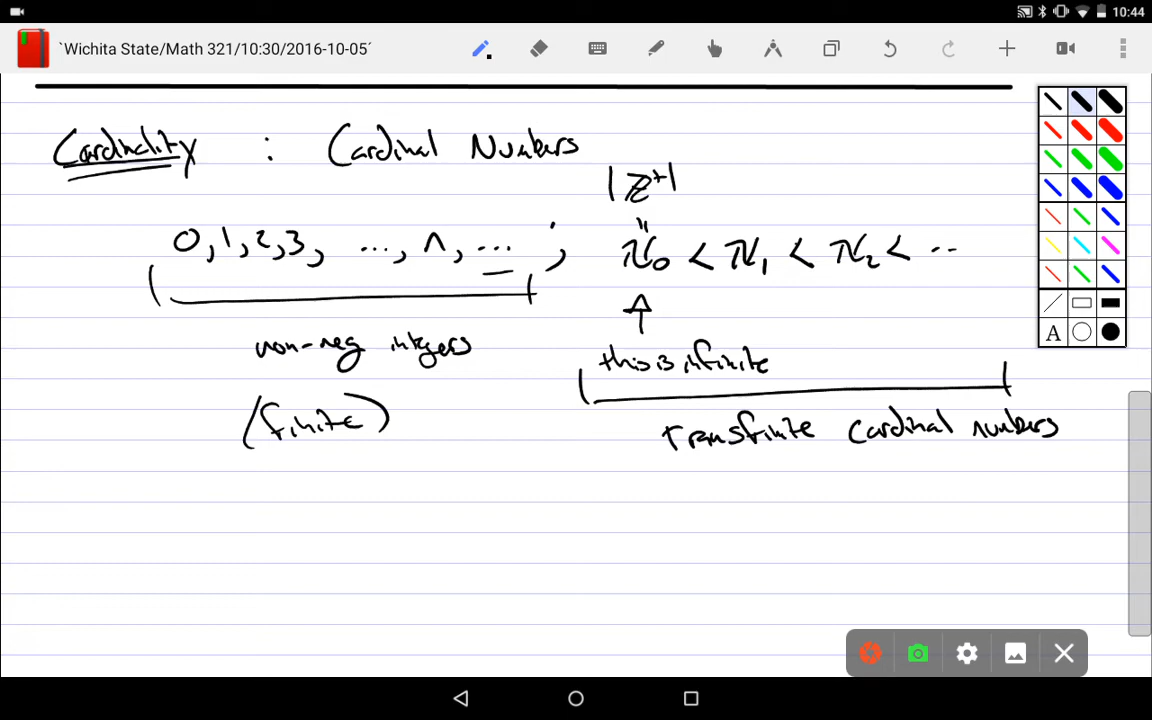 10:44
`Wichita State/Math 321/10:30/2016-10-05´
Cardinality : Cardinal Numbers
|ℤ⁺|
"
0, 1, 2, 3, ..., n, ... ; ℵ₀ < ℵ₁ < ℵ₂ < ...
non-neg integers
this is infinite
(finite)
transfinite cardinal numbers
A